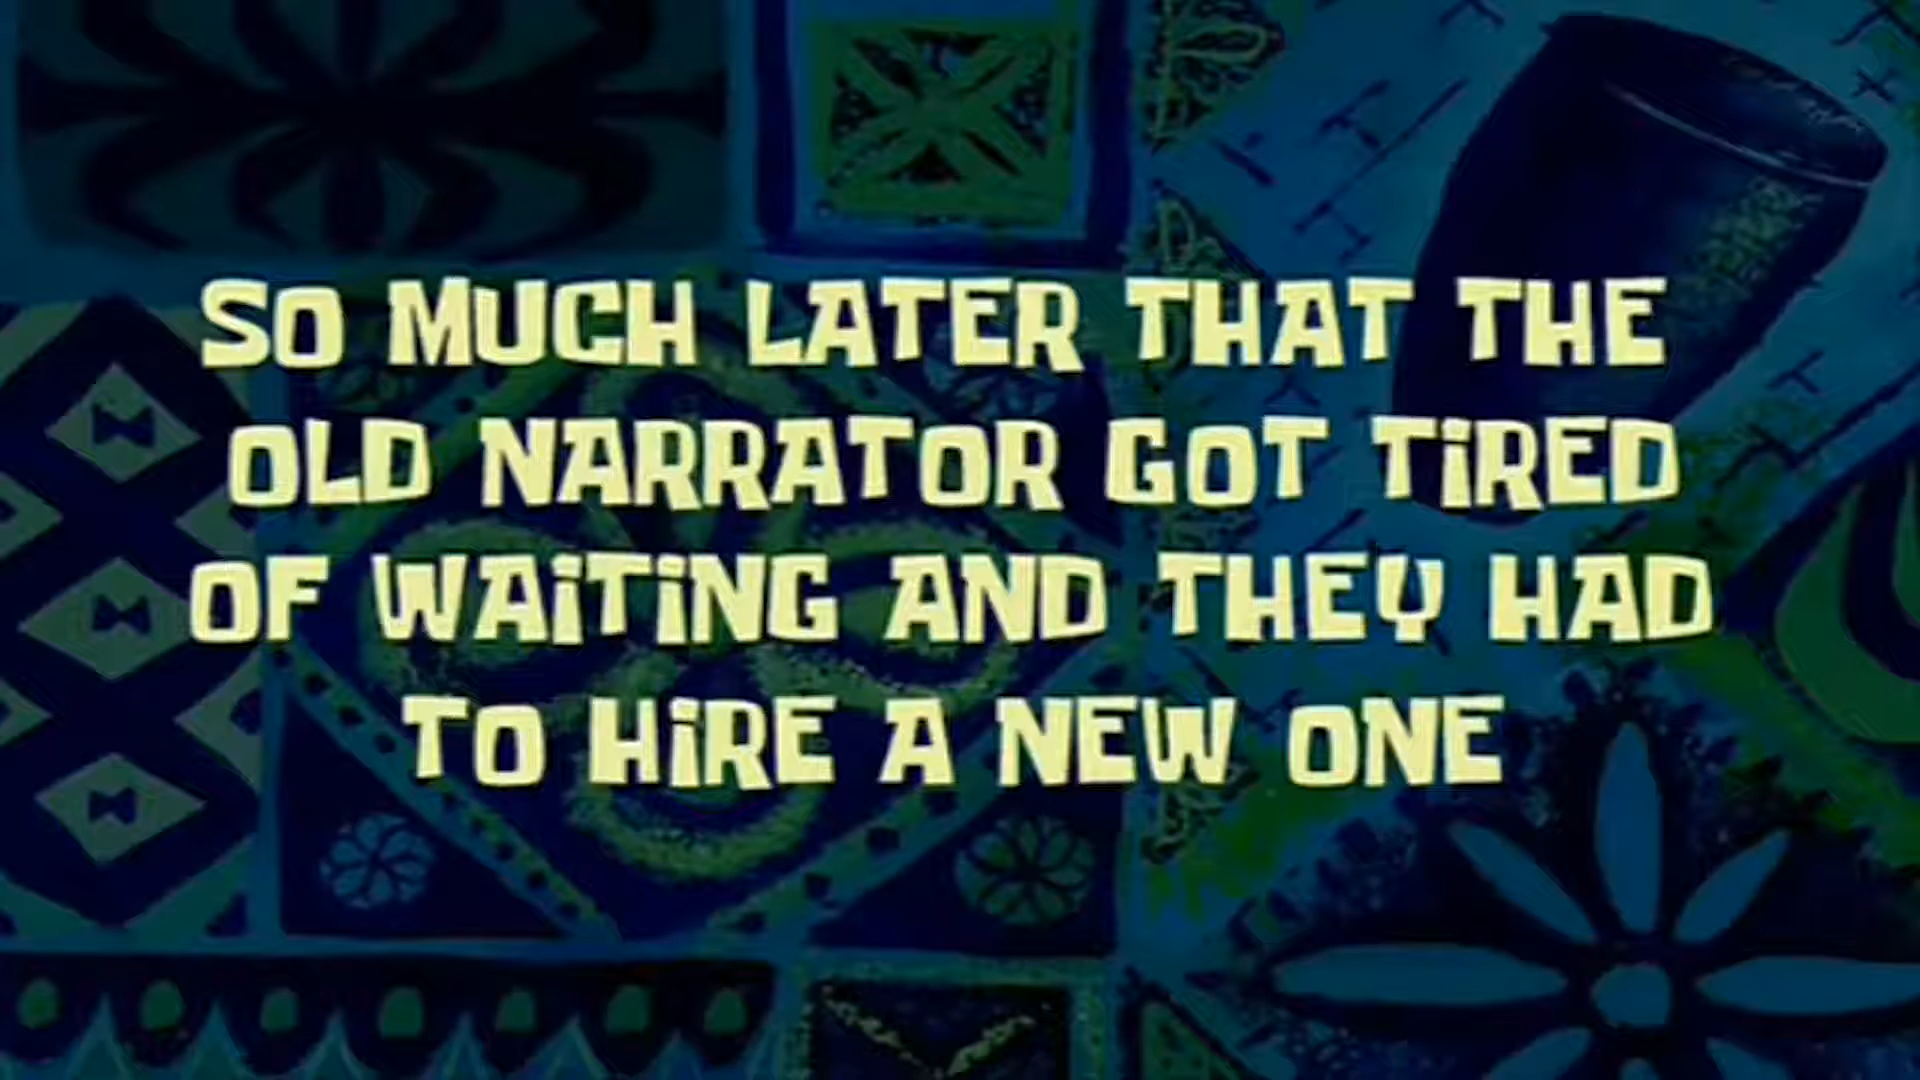 SO MUCH LATER THAT THE
OLD NARRATOR GOT TiRED
OF WAiTiNG AND THEY HAD
TO HiRE A NEW ONE